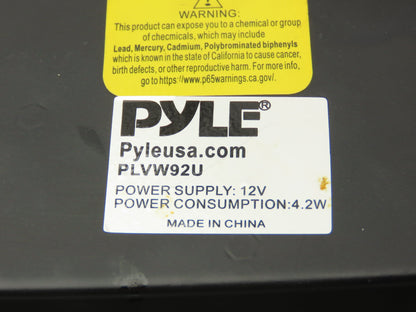 WARNING:
This product can expose you to a chemical or group
of checmicals, which may include
Lead, Mercury, Cadmium, Polybrominated biphenyls
which is known in the state of California to cause cancer,
birth defects, or other reproductive harm. For more info,
go to https://www.p65warnings.ca.gov/.
PYLE®
Pyleusa.com
PLVW92U
POWER SUPPLY: 12V
POWER CONSUMPTION:4.2W
MADE IN CHINA